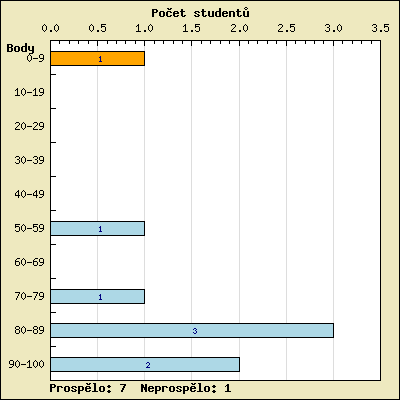 Počet studentů
0.0 0.5 1.0 1.5 2.0 2.5 3.0 3.5
Body
0-9 1
10-19
20-29
30-39
40-49
50-59 1
60-69
70-79 1
80-89 3
90-100 2
Prospělo: 7 Neprospělo: 1